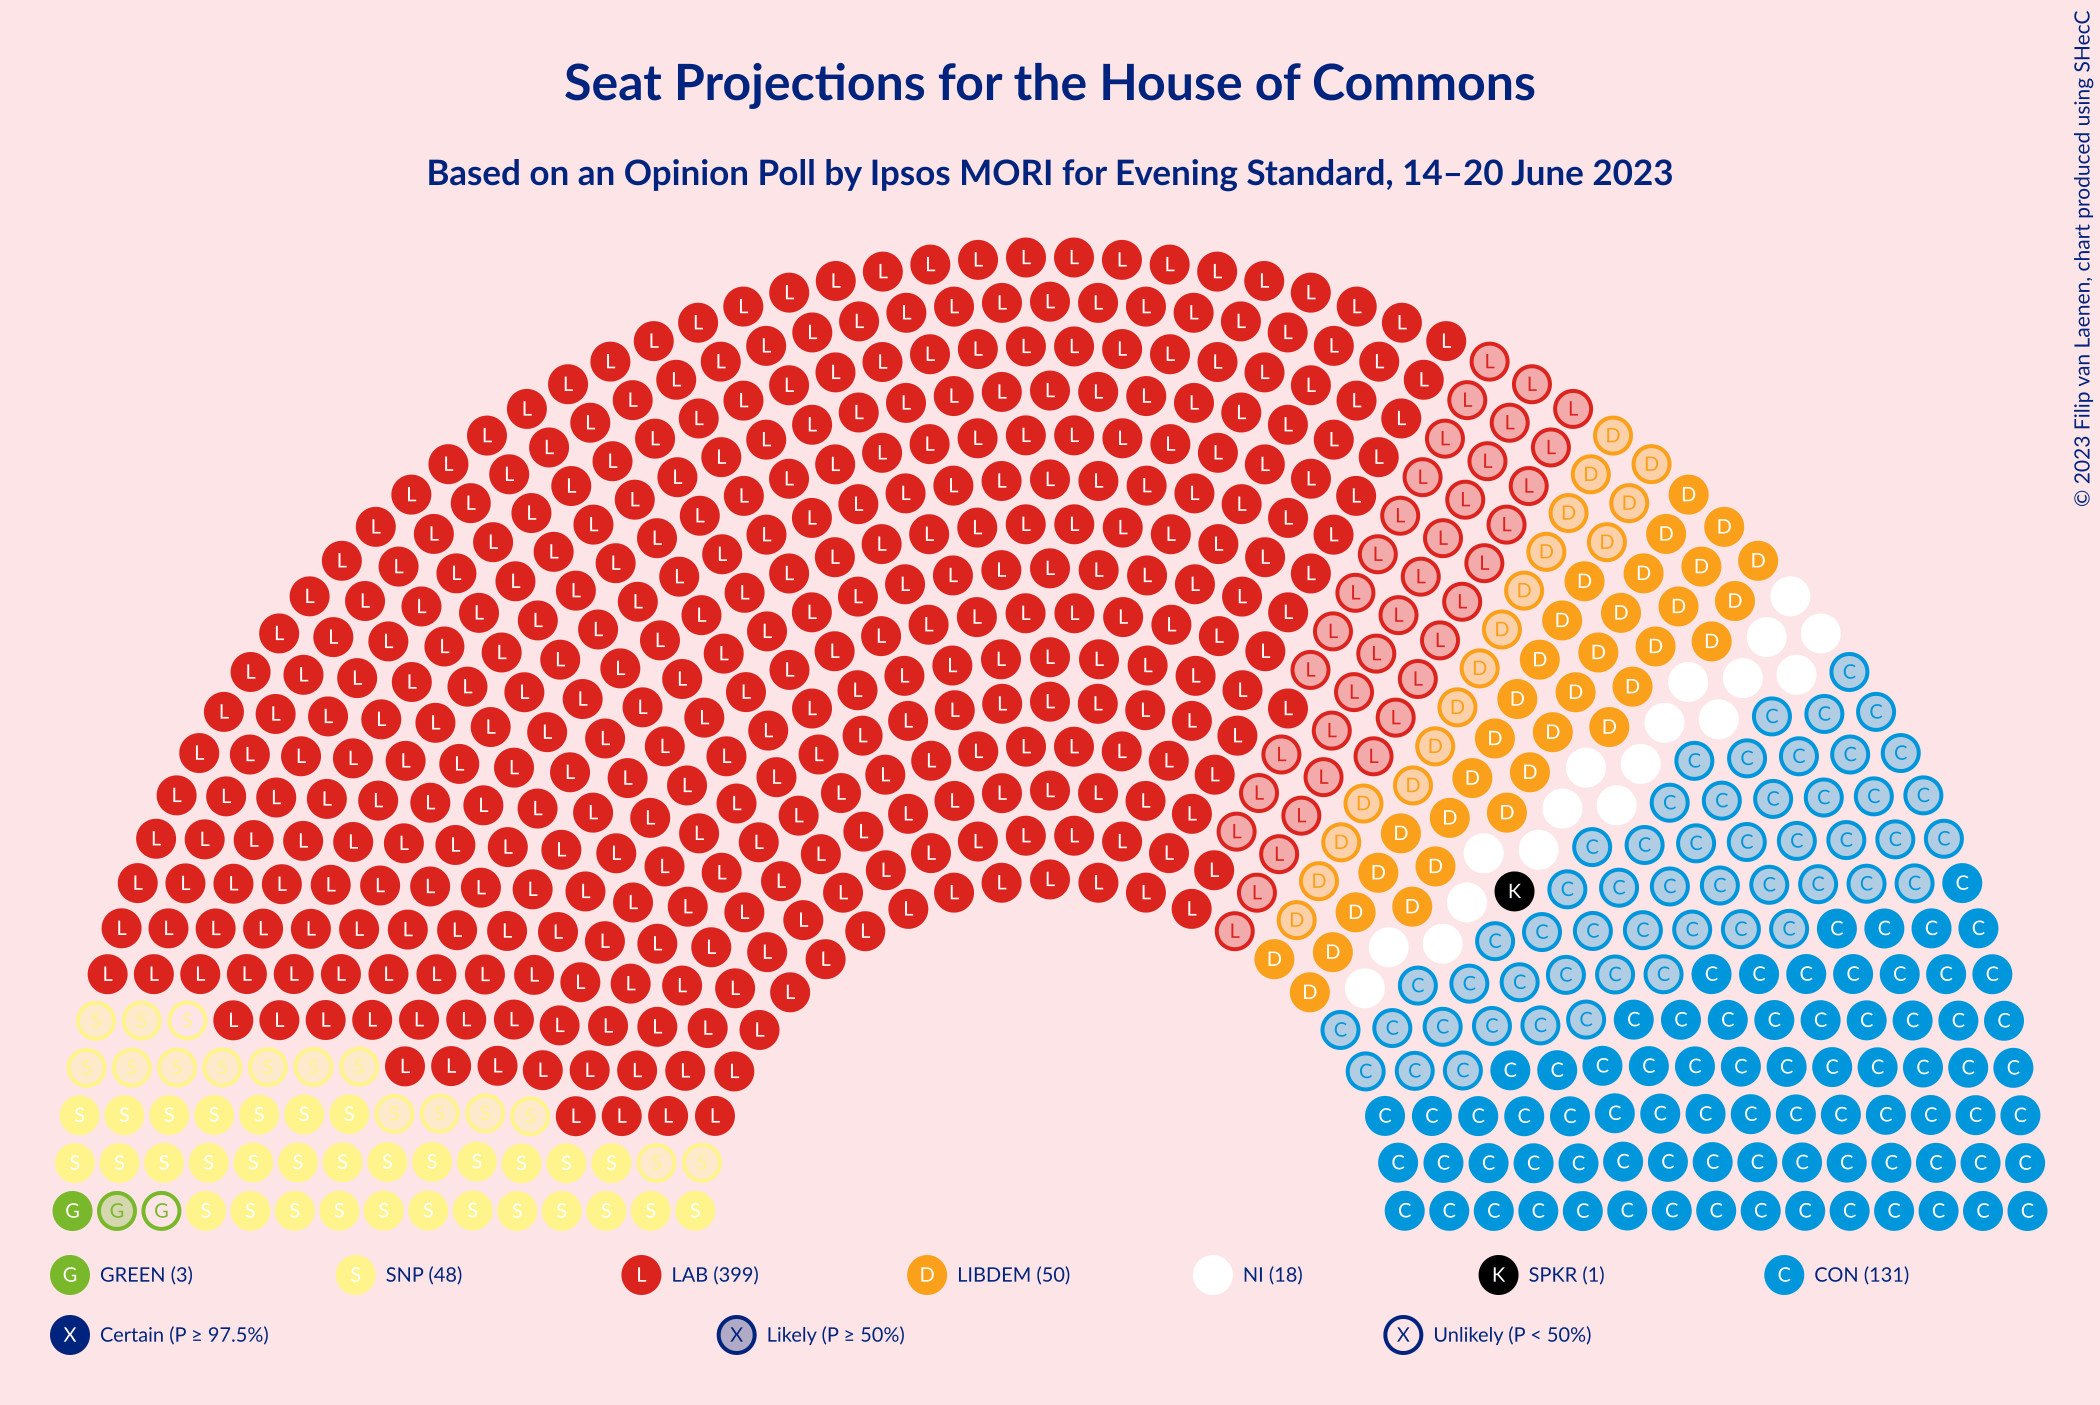 Seat Projections for the House of Commons
Based on an Opinion Poll by Ipsos MORI for Evening Standard, 14–20 June 2023
© 2023 Filip van Laenen, chart produced using SHecC
G GREEN (3)
S SNP (48)
L LAB (399)
D LIBDEM (50)
NI (18)
K SPKR (1)
C CON (131)
X Certain (P ≥ 97.5%)
X Likely (P ≥ 50%)
X Unlikely (P < 50%)